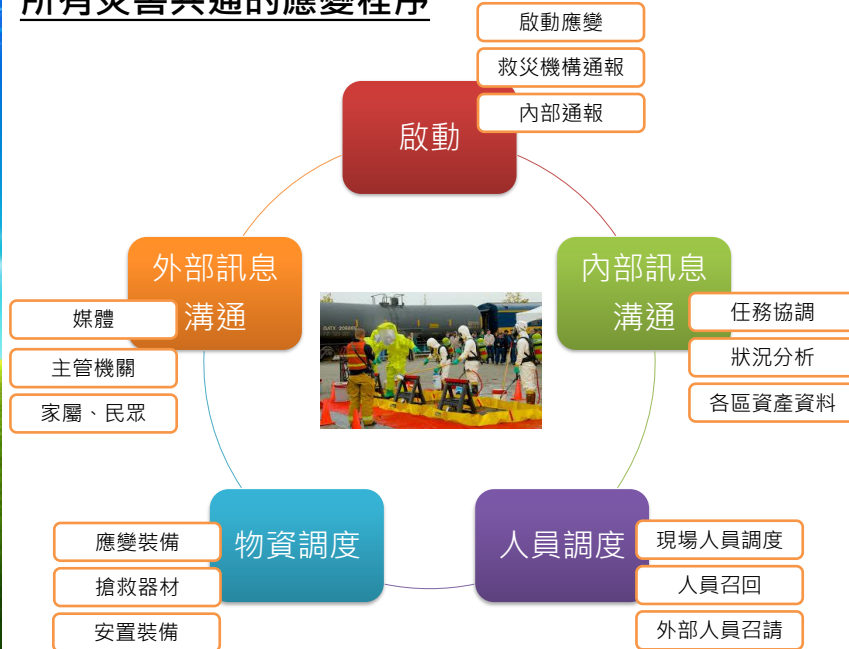 所有災害共通的應變程序
啟動應變
救災機構通報
內部通報
啟動
內部訊息
溝通
任務協調
狀況分析
各區資產資料
人員調度
現場人員調度
人員召回
外部人員召請
物資調度
應變裝備
搶救器材
安置裝備
外部訊息
溝通
媒體
主管機關
家屬、民眾